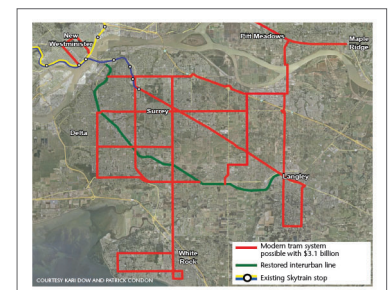 New
Westminister
Pitt Meadows
Maple
Ridge
Surrey
Delta
Langley
White
Rock
Modern tram system
possible with $3.1 billion
Restored interurban line
Existing Skytrain stop
COURTESY KARI DOW AND PATRICK CONDON